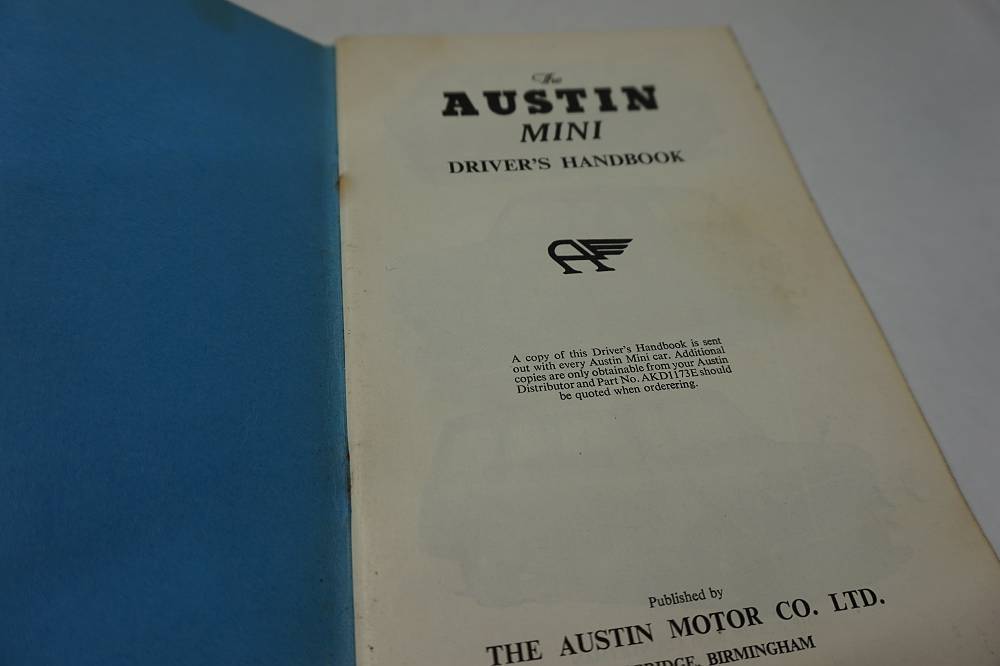 The
AUSTIN
MINI
DRIVER'S HANDBOOK
A copy of this Driver's Handbook is sent
out with every Austin Mini car. Additional
copies are only obtainable from your Austin
Distributor and Part No. AKD1173E should
be quoted when orderering.
Published by
THE AUSTIN MOTOR CO. LTD.
BIRMINGHAM